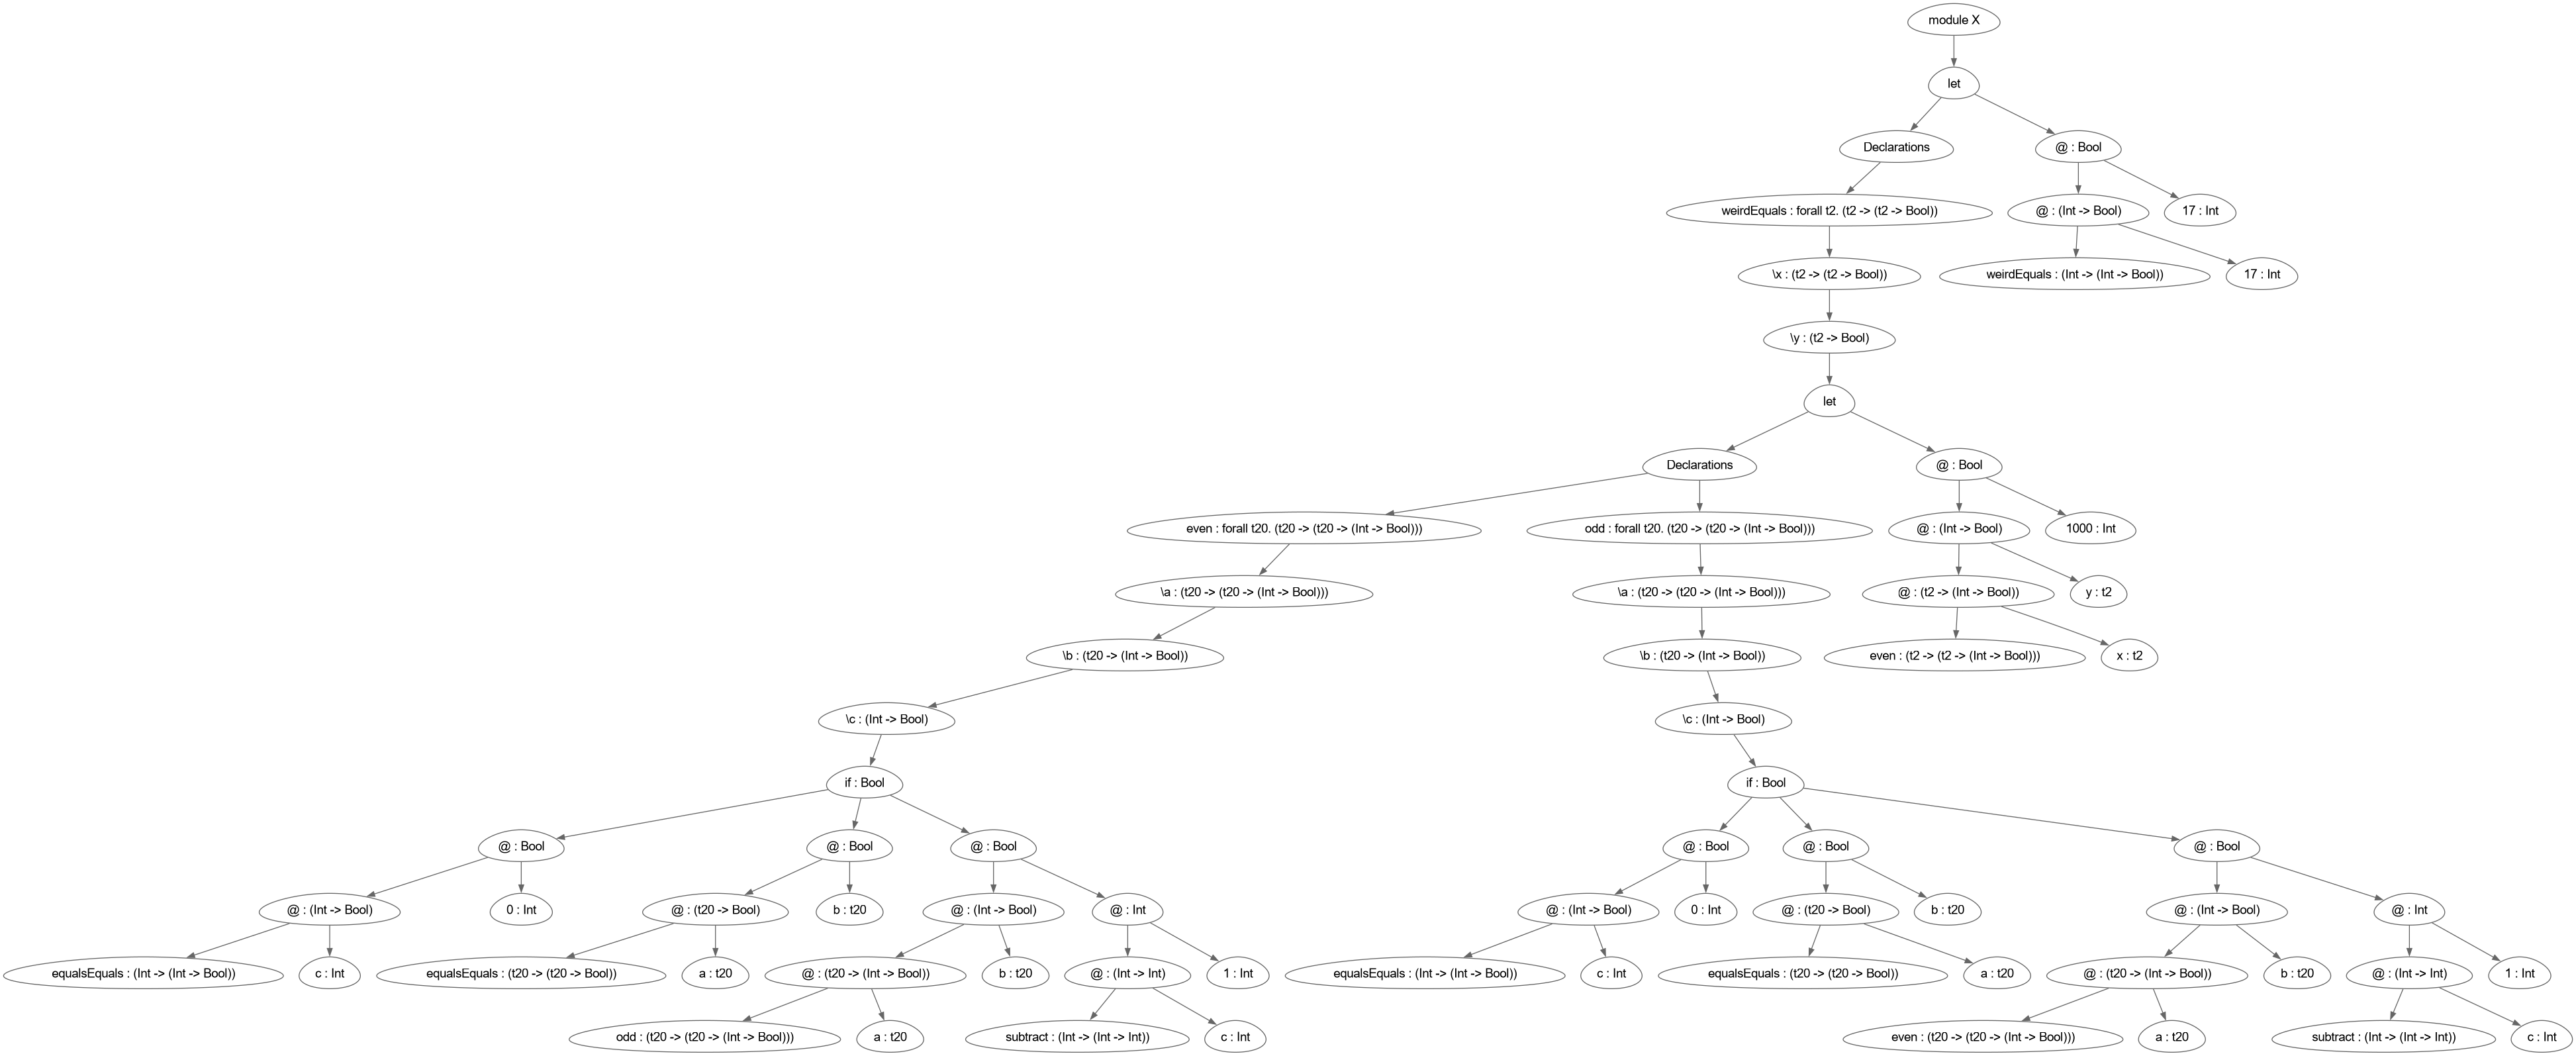 module X
let
Declarations
@ : Bool
weirdEquals : forall t2. (t2 -> (t2 -> Bool))
@ : (Int -> Bool)
17 : Int
\x : (t2 -> (t2 -> Bool))
weirdEquals : (Int -> (Int -> Bool))
17 : Int
\y : (t2 -> Bool)
let
Declarations
@ : Bool
even : forall t20. (t20 -> (t20 -> (Int -> Bool)))
odd : forall t20. (t20 -> (t20 -> (Int -> Bool)))
@ : (Int -> Bool)
1000 : Int
\a : (t20 -> (t20 -> (Int -> Bool)))
\a : (t20 -> (t20 -> (Int -> Bool)))
@ : (t2 -> (Int -> Bool))
y : t2
\b : (t20 -> (Int -> Bool))
\b : (t20 -> (Int -> Bool))
even : (t2 -> (t2 -> (Int -> Bool)))
x : t2
\c : (Int -> Bool)
\c : (Int -> Bool)
if : Bool
if : Bool
@ : Bool
@ : Bool
@ : Bool
@ : Bool
@ : Bool
@ : Bool
@ : (Int -> Bool)
0 : Int
@ : (t20 -> Bool)
b : t20
@ : (Int -> Bool)
@ : Int
@ : (Int -> Bool)
0 : Int
@ : (t20 -> Bool)
b : t20
@ : (Int -> Bool)
@ : Int
equalsEquals : (Int -> (Int -> Bool))
c : Int
equalsEquals : (t20 -> (t20 -> Bool))
a : t20
@ : (t20 -> (Int -> Bool))
b : t20
@ : (Int -> Int)
1 : Int
equalsEquals : (Int -> (Int -> Bool))
c : Int
equalsEquals : (t20 -> (t20 -> Bool))
a : t20
@ : (t20 -> (Int -> Bool))
b : t20
@ : (Int -> Int)
1 : Int
odd : (t20 -> (t20 -> (Int -> Bool)))
a : t20
subtract : (Int -> (Int -> Int))
c : Int
even : (t20 -> (t20 -> (Int -> Bool)))
a : t20
subtract : (Int -> (Int -> Int))
c : Int